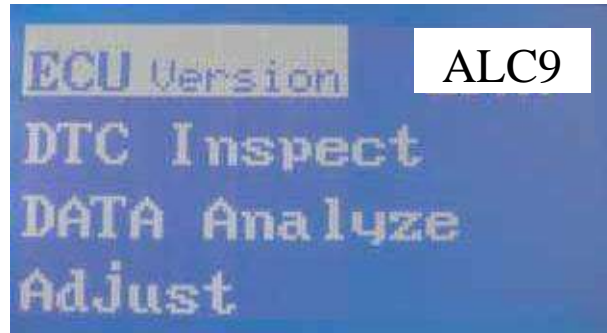 ECU Version
ALC9
DTC Inspect
DATA Analyze
Adjust